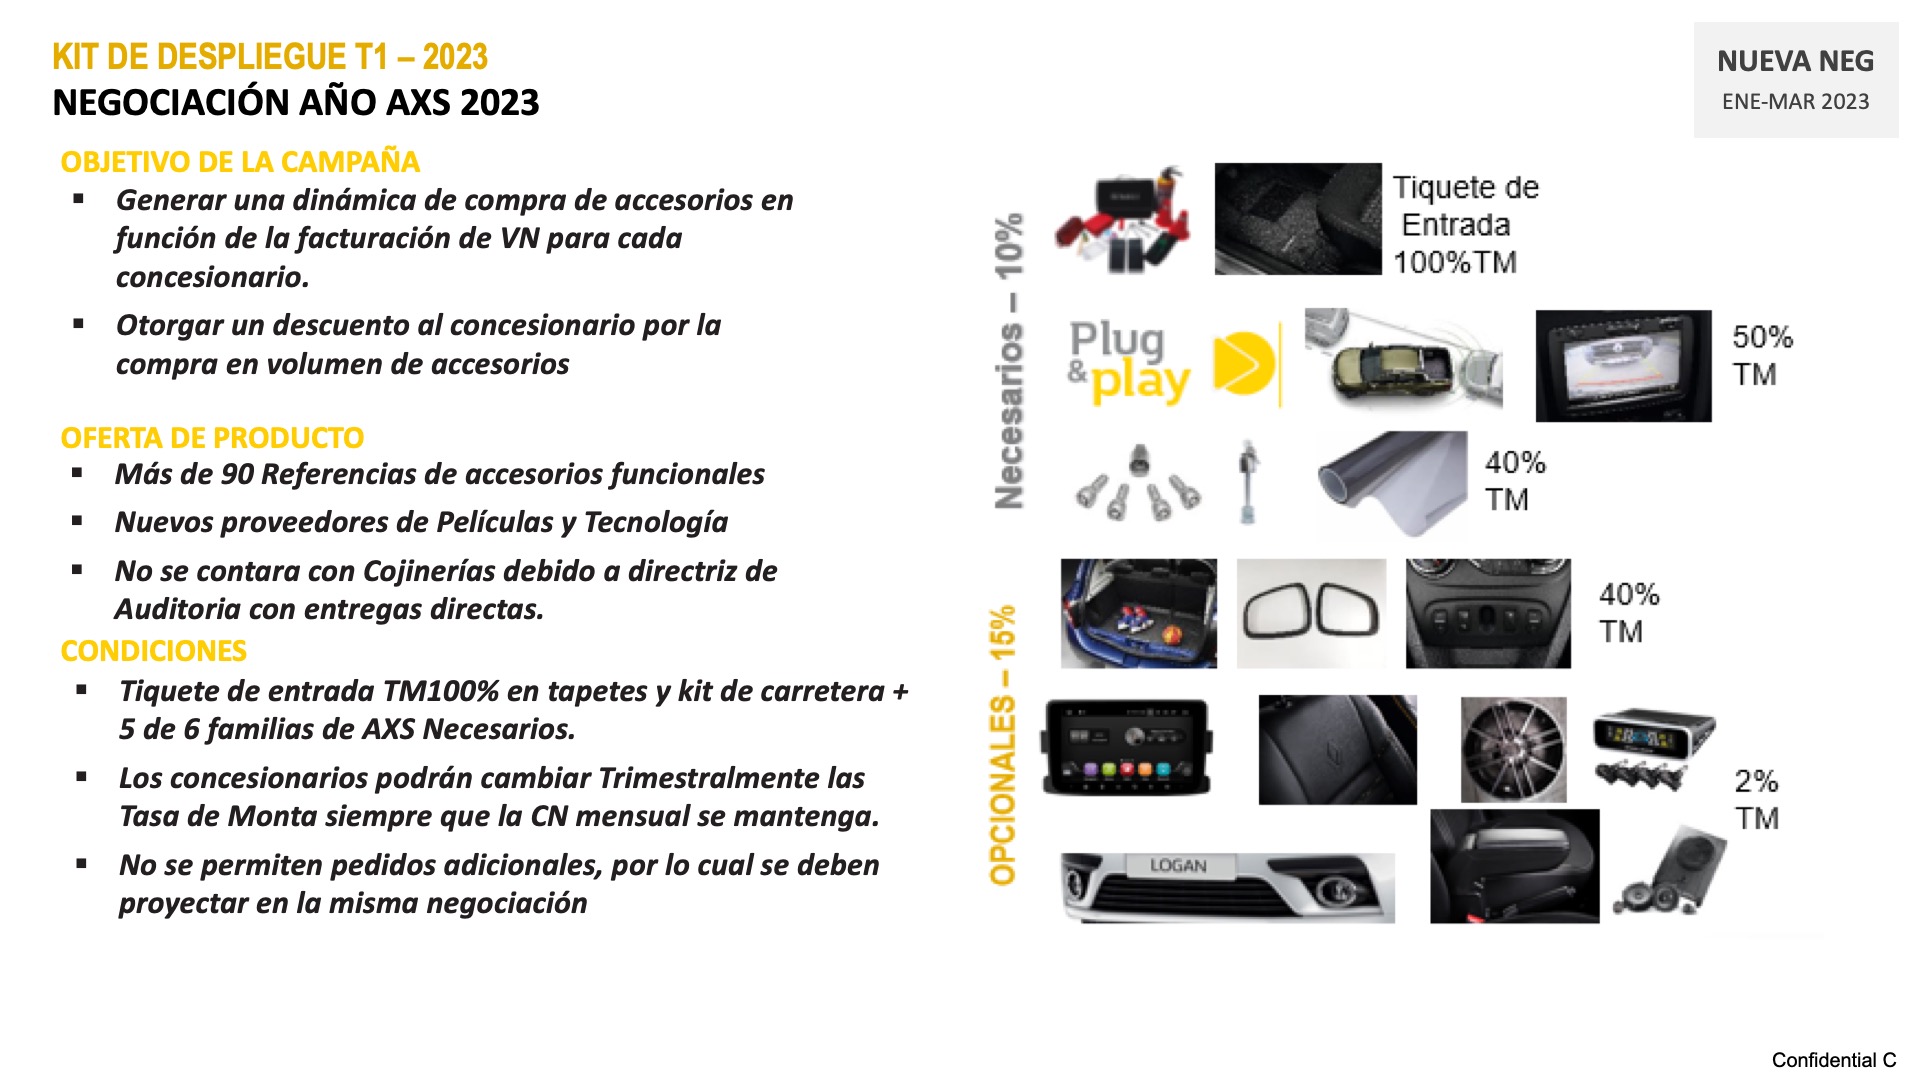 KIT DE DESPLIEGUE T1 – 2023
NEGOCIACIÓN AÑO AXS 2023
NUEVA NEG
ENE-MAR 2023
OBJETIVO DE LA CAMPAÑA
▪ Generar una dinámica de compra de accesorios en
función de la facturación de VN para cada
concesionario.
▪ Otorgar un descuento al concesionario por la
compra en volumen de accesorios
OFERTA DE PRODUCTO
▪ Más de 90 Referencias de accesorios funcionales
▪ Nuevos proveedores de Películas y Tecnología
▪ No se contara con Cojinerías debido a directriz de
Auditoria con entregas directas.
CONDICIONES
▪ Tiquete de entrada TM100% en tapetes y kit de carretera +
5 de 6 familias de AXS Necesarios.
▪ Los concesionarios podrán cambiar Trimestralmente las
Tasa de Monta siempre que la CN mensual se mantenga.
▪ No se permiten pedidos adicionales, por lo cual se deben
proyectar en la misma negociación
Necesarios – 10%
Tiquete de
Entrada
100%TM
Plug
& play
50%
TM
40%
TM
OPCIONALES – 15%
40%
TM
2%
TM
LOGAN
Confidential C